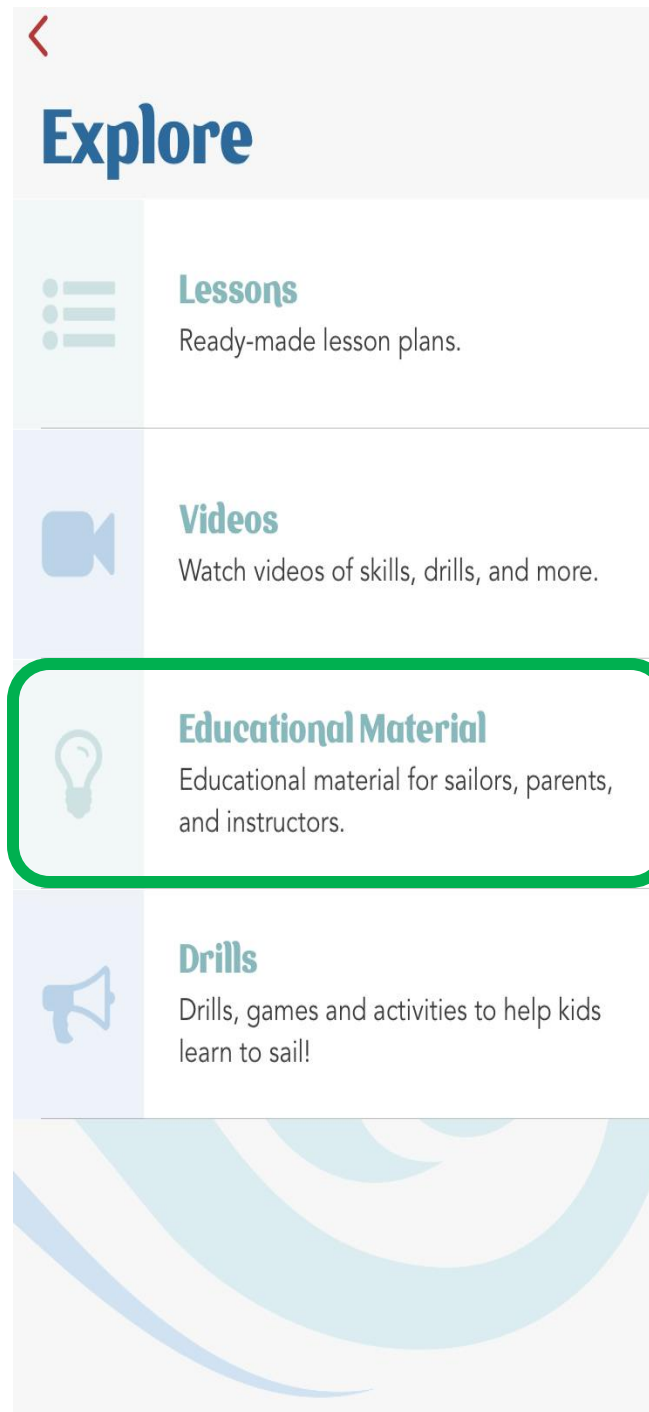 Explore
Lessons
Ready-made lesson plans.
Videos
Watch videos of skills, drills, and more.
Educational Material
Educational material for sailors, parents,
and instructors.
Drills
Drills, games and activities to help kids
learn to sail!